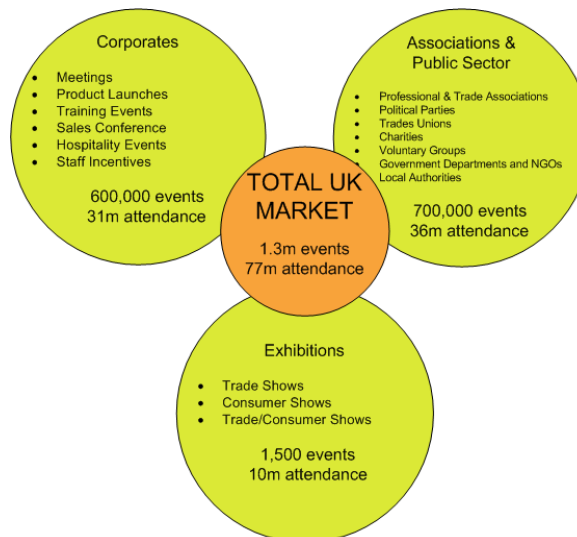 Corporates
• Meetings
• Product Launches
• Training Events
• Sales Conference
• Hospitality Events
• Staff Incentives
600,000 events
31m attendance
Associations &
Public Sector
• Professional & Trade Associations
• Political Parties
• Trades Unions
• Charities
• Voluntary Groups
• Government Departments and NGOs
Local Authorities
700,000 events
36m attendance
TOTAL UK
MARKET
1.3m events
77m attendance
Exhibitions
• Trade Shows
• Consumer Shows
• Trade/Consumer Shows
1,500 events
10m attendance